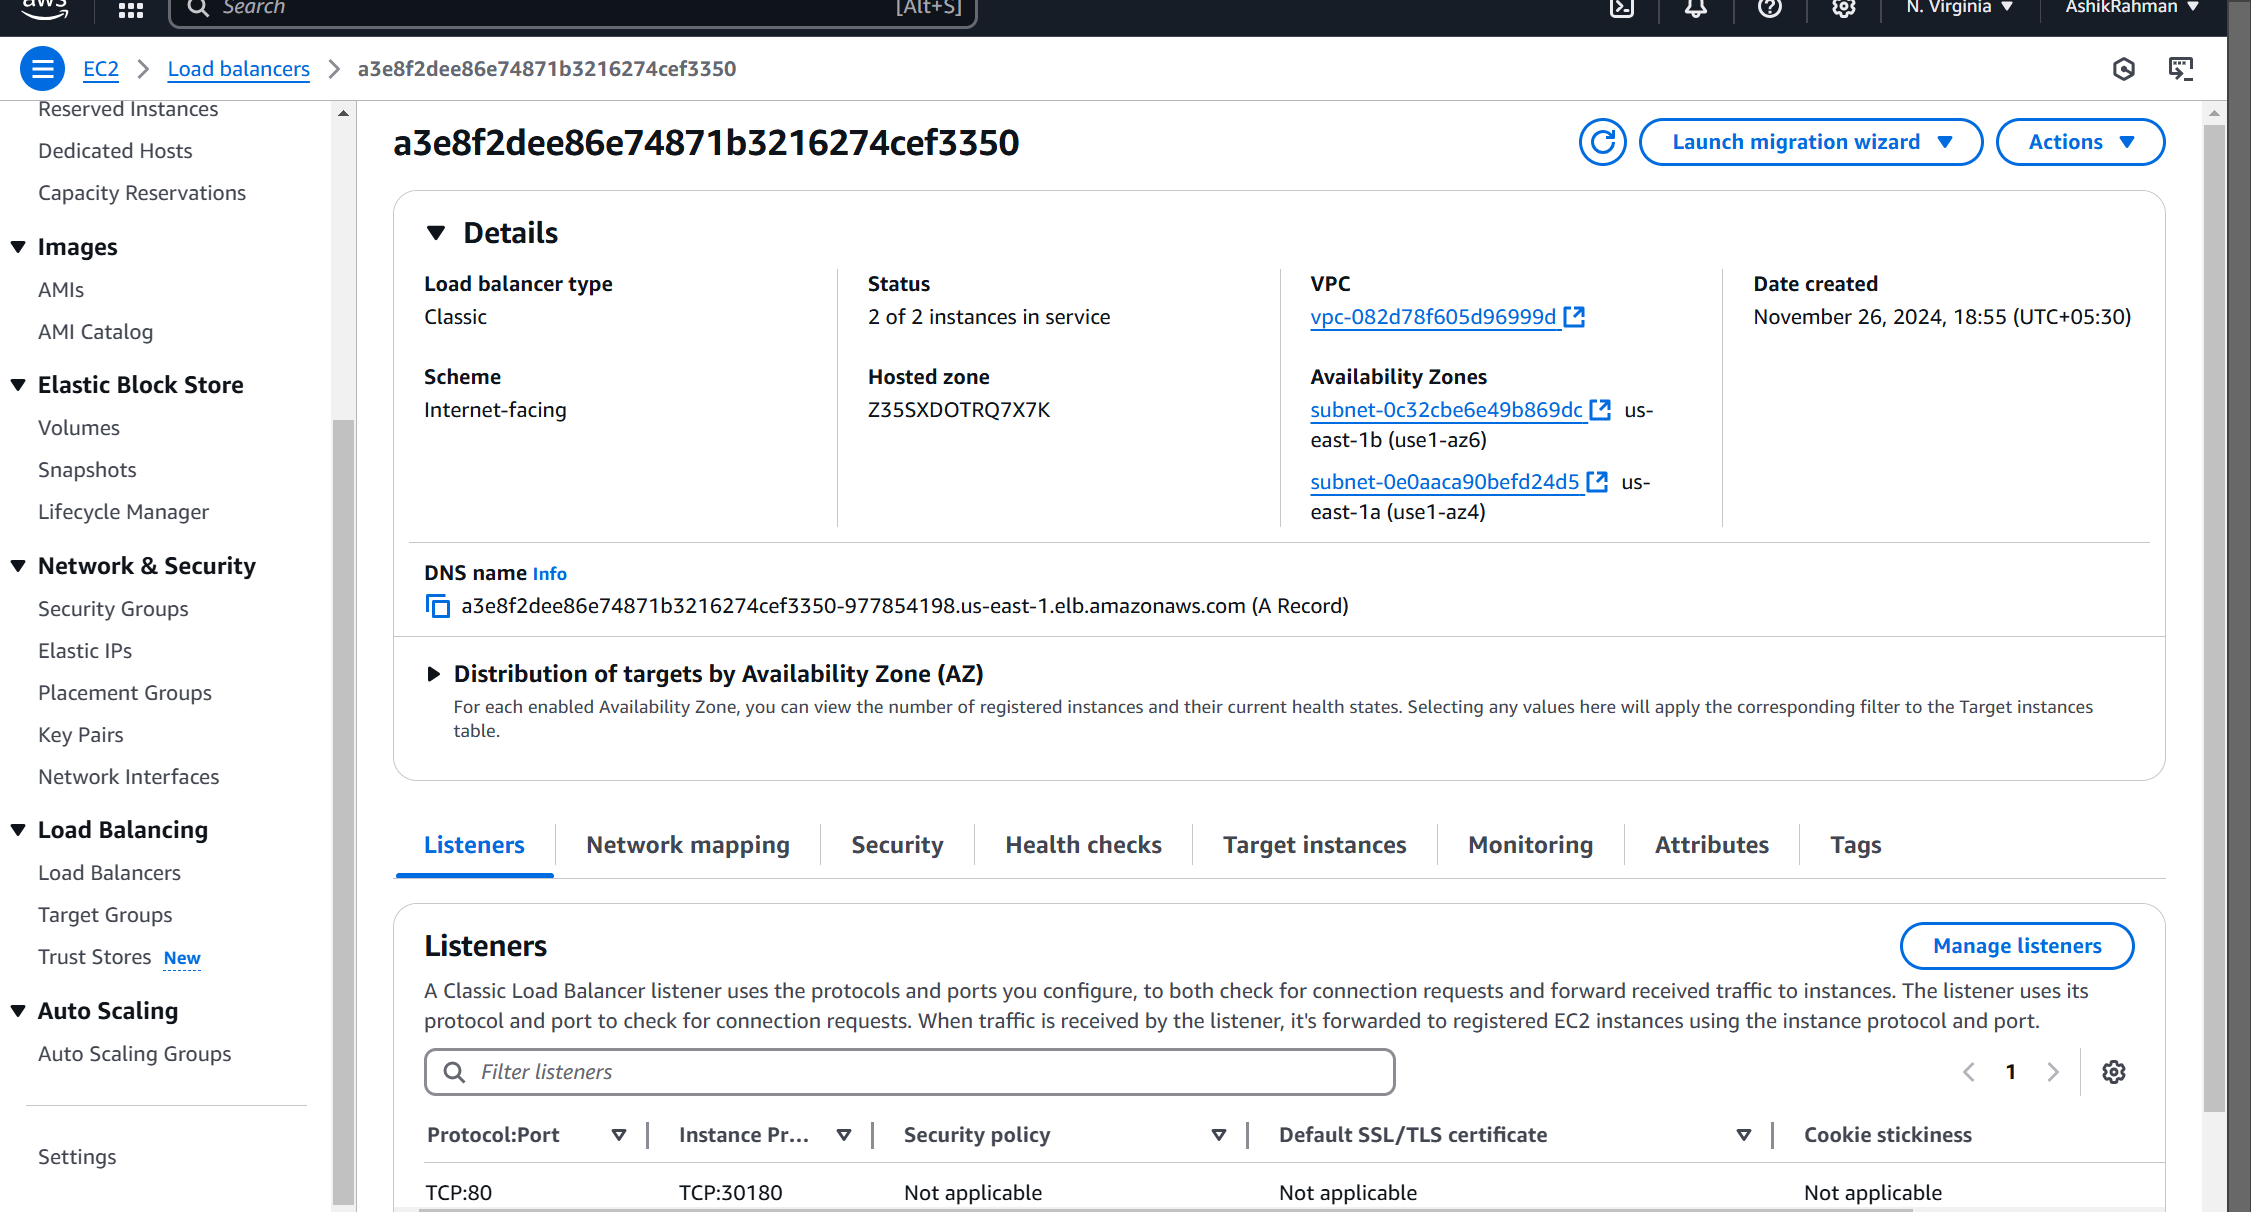 aws
Search
[Alt+S]
N. Virginia
AshikRahman
EC2
Load balancers
a3e8f2dee86e74871b3216274cef3350
Reserved Instances
Dedicated Hosts
Capacity Reservations
Images
AMIs
AMI Catalog
Elastic Block Store
Volumes
Snapshots
Lifecycle Manager
Network & Security
Security Groups
Elastic IPs
Placement Groups
Key Pairs
Network Interfaces
Load Balancing
Load Balancers
Target Groups
Trust Stores New
Auto Scaling
Auto Scaling Groups
Settings
a3e8f2dee86e74871b3216274cef3350
Launch migration wizard
Actions
Details
Load balancer type
Classic
Status
2 of 2 instances in service
VPC
vpc-082d78f605d96999d
Date created
November 26, 2024, 18:55 (UTC+05:30)
Scheme
Internet-facing
Hosted zone
Z35SXDOTRQ7X7K
Availability Zones
subnet-0c32cbe6e49b869dc us-
east-1b (use1-az6)
subnet-0e0aaca90befd24d5 us-
east-1a (use1-az4)
DNS name Info
a3e8f2dee86e74871b3216274cef3350-977854198.us-east-1.elb.amazonaws.com (A Record)
Distribution of targets by Availability Zone (AZ)
For each enabled Availability Zone, you can view the number of registered instances and their current health states. Selecting any values here will apply the corresponding filter to the Target instances
table.
Listeners
Network mapping
Security
Health checks
Target instances
Monitoring
Attributes
Tags
Listeners
Manage listeners
A Classic Load Balancer listener uses the protocols and ports you configure, to both check for connection requests and forward received traffic to instances. The listener uses its
protocol and port to check for connection requests. When traffic is received by the listener, it's forwarded to registered EC2 instances using the instance protocol and port.
Filter listeners
1
Protocol:Port
Instance Pr...
Security policy
Default SSL/TLS certificate
Cookie stickiness
TCP:80
TCP:30180
Not applicable
Not applicable
Not applicable